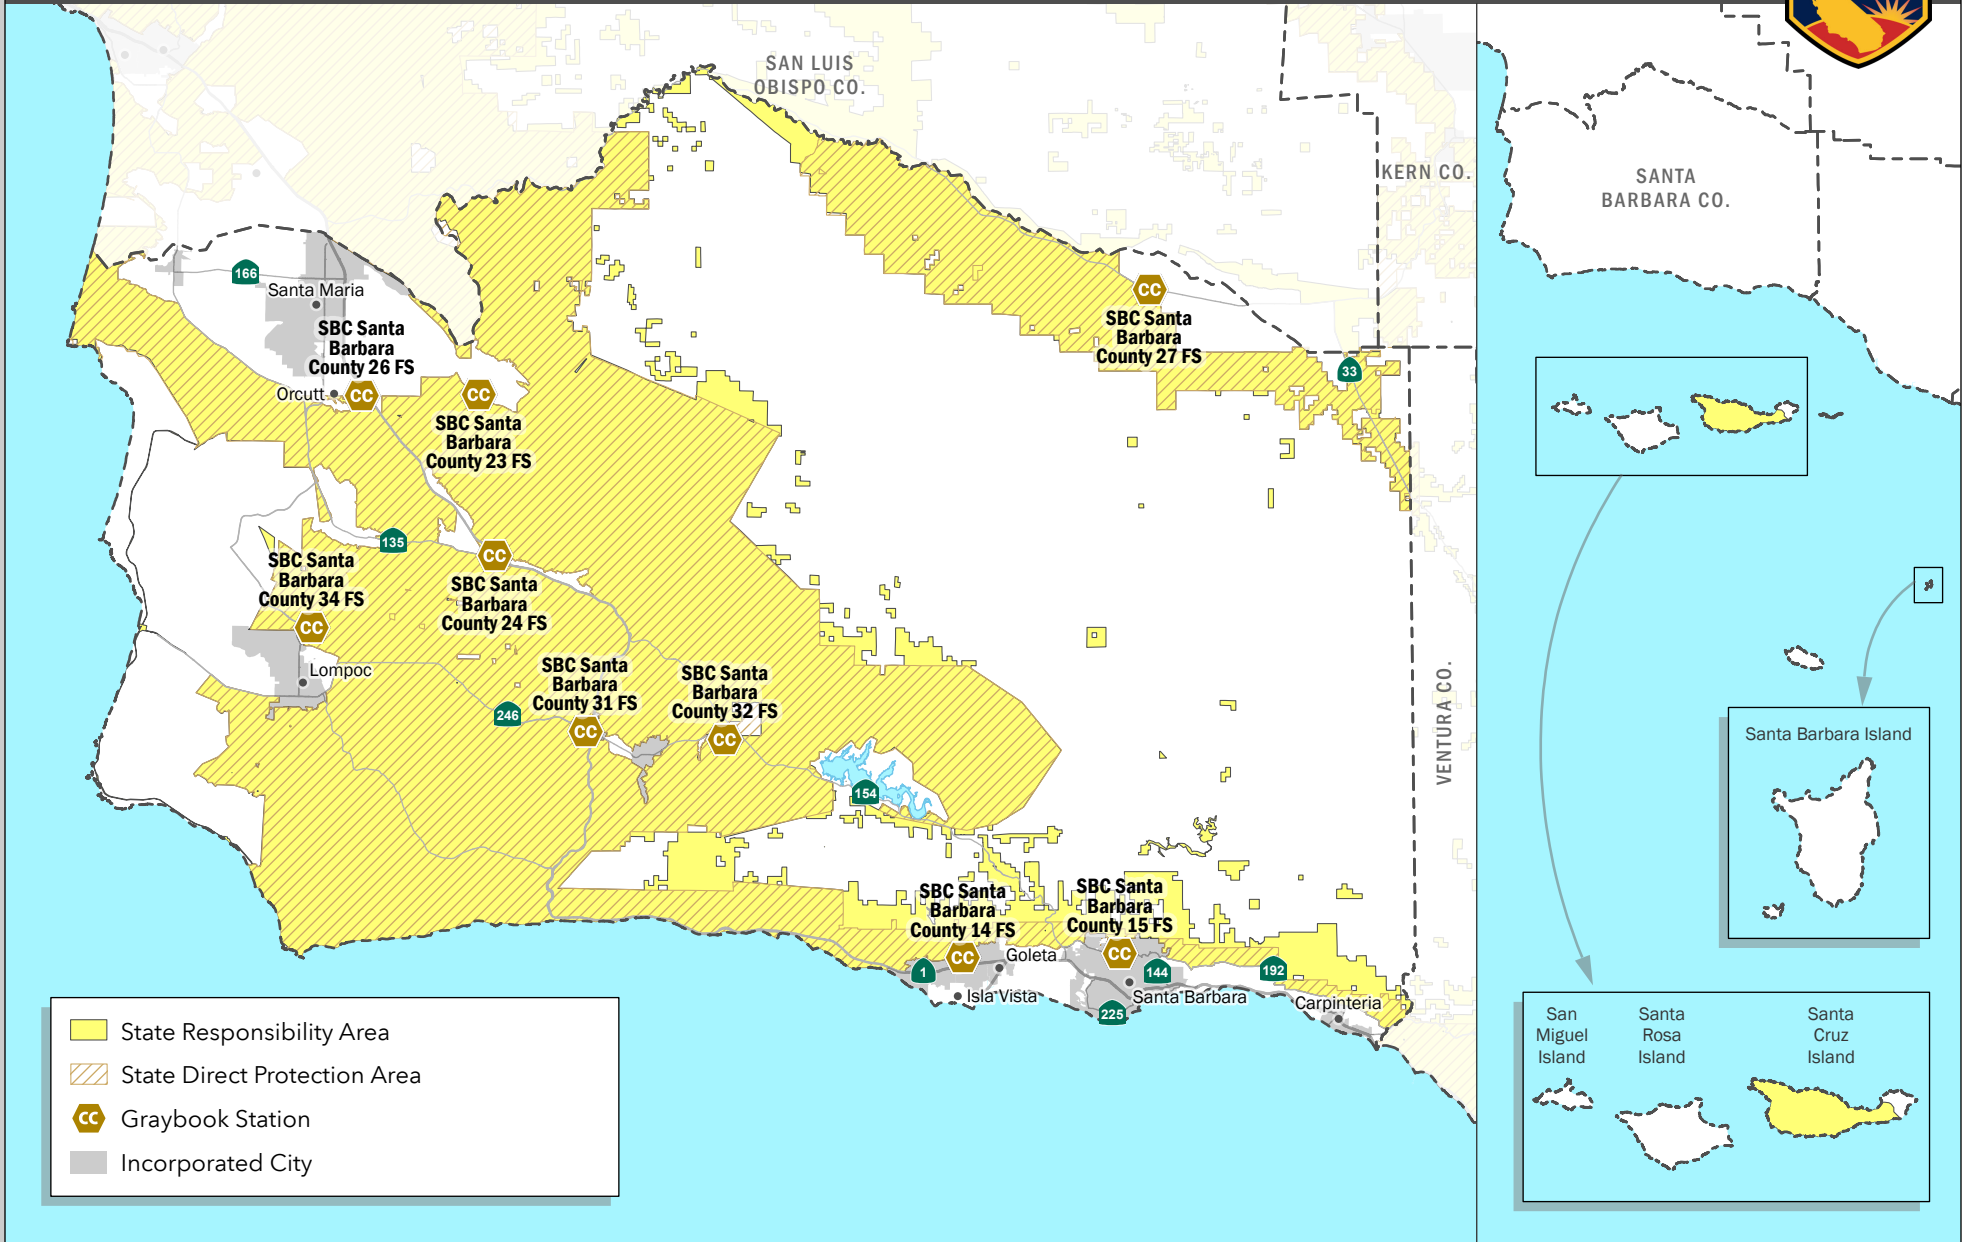 SAN LUIS
OBISPO CO.
KERN CO.
VENTURA CO.
166
Santa Maria
SBC Santa
Barbara
County 26 FS
CC
Orcutt
CC
SBC Santa
Barbara
County 23 FS
CC
SBC Santa
Barbara
County 27 FS
33
135
SBC Santa
Barbara
County 34 FS
CC
CC
SBC Santa
Barbara
County 24 FS
Lompoc
SBC Santa
Barbara
County 31 FS
CC
246
SBC Santa
Barbara
County 32 FS
CC
154
SBC Santa
Barbara
County 14 FS
CC
SBC Santa
Barbara
County 15 FS
CC
Goleta
1
Isla Vista
144
Santa Barbara
225
192
Carpinteria
State Responsibility Area
State Direct Protection Area
CC
Graybook Station
Incorporated City
SANTA
BARBARA CO.
Santa Barbara Island
San
Miguel
Island
Santa
Rosa
Island
Santa
Cruz
Island